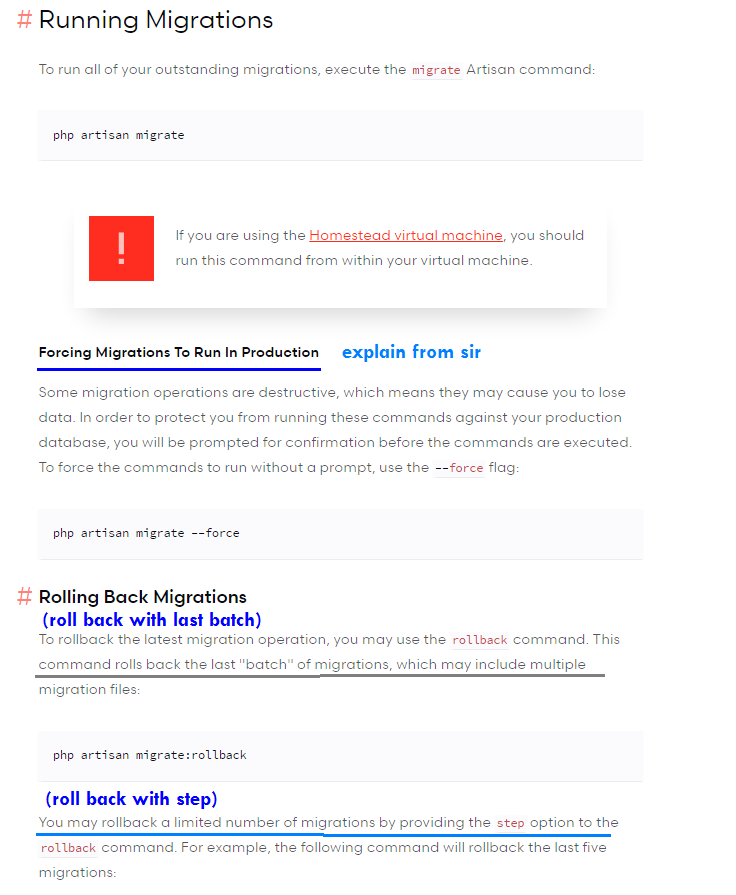 # Running Migrations
To run all of your outstanding migrations, execute the migrate Artisan command:
php artisan migrate
!
If you are using the Homestead virtual machine, you should
run this command from within your virtual machine.
Forcing Migrations To Run In Production explain from sir
Some migration operations are destructive, which means they may cause you to lose
data. In order to protect you from running these commands against your production
database, you will be prompted for confirmation before the commands are executed.
To force the commands to run without a prompt, use the --force flag:
php artisan migrate --force
# Rolling Back Migrations
(roll back with last batch)
To rollback the latest migration operation, you may use the rollback command. This
command rolls back the last "batch" of migrations, which may include multiple
migration files:
php artisan migrate:rollback
(roll back with step)
You may rollback a limited number of migrations by providing the step option to the
rollback command. For example, the following command will rollback the last five
migrations: